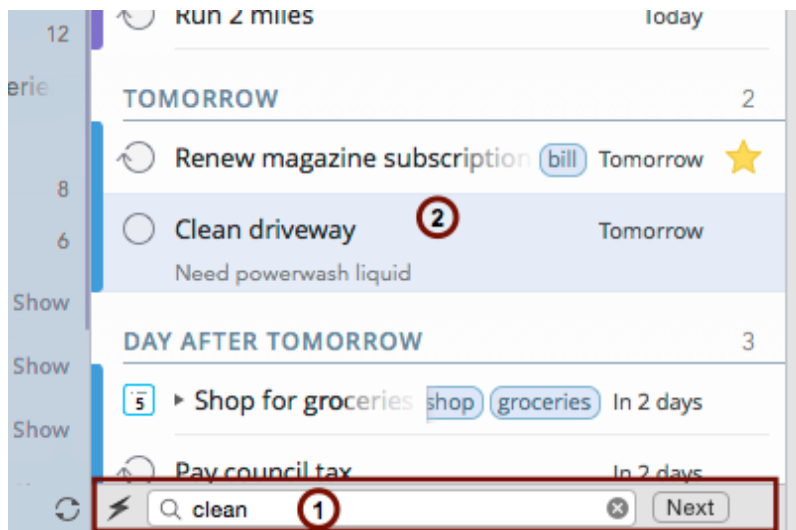 12
Run 2 miles Today
erie
TOMORROW 2
Renew magazine subscription bill Tomorrow
8
Clean driveway 2 Tomorrow
6
Need powerwash liquid
Show
DAY AFTER TOMORROW 3
Show
5 Shop for groceries shop groceries In 2 days
Show
Pay council tax In 2 days
clean 1 Next